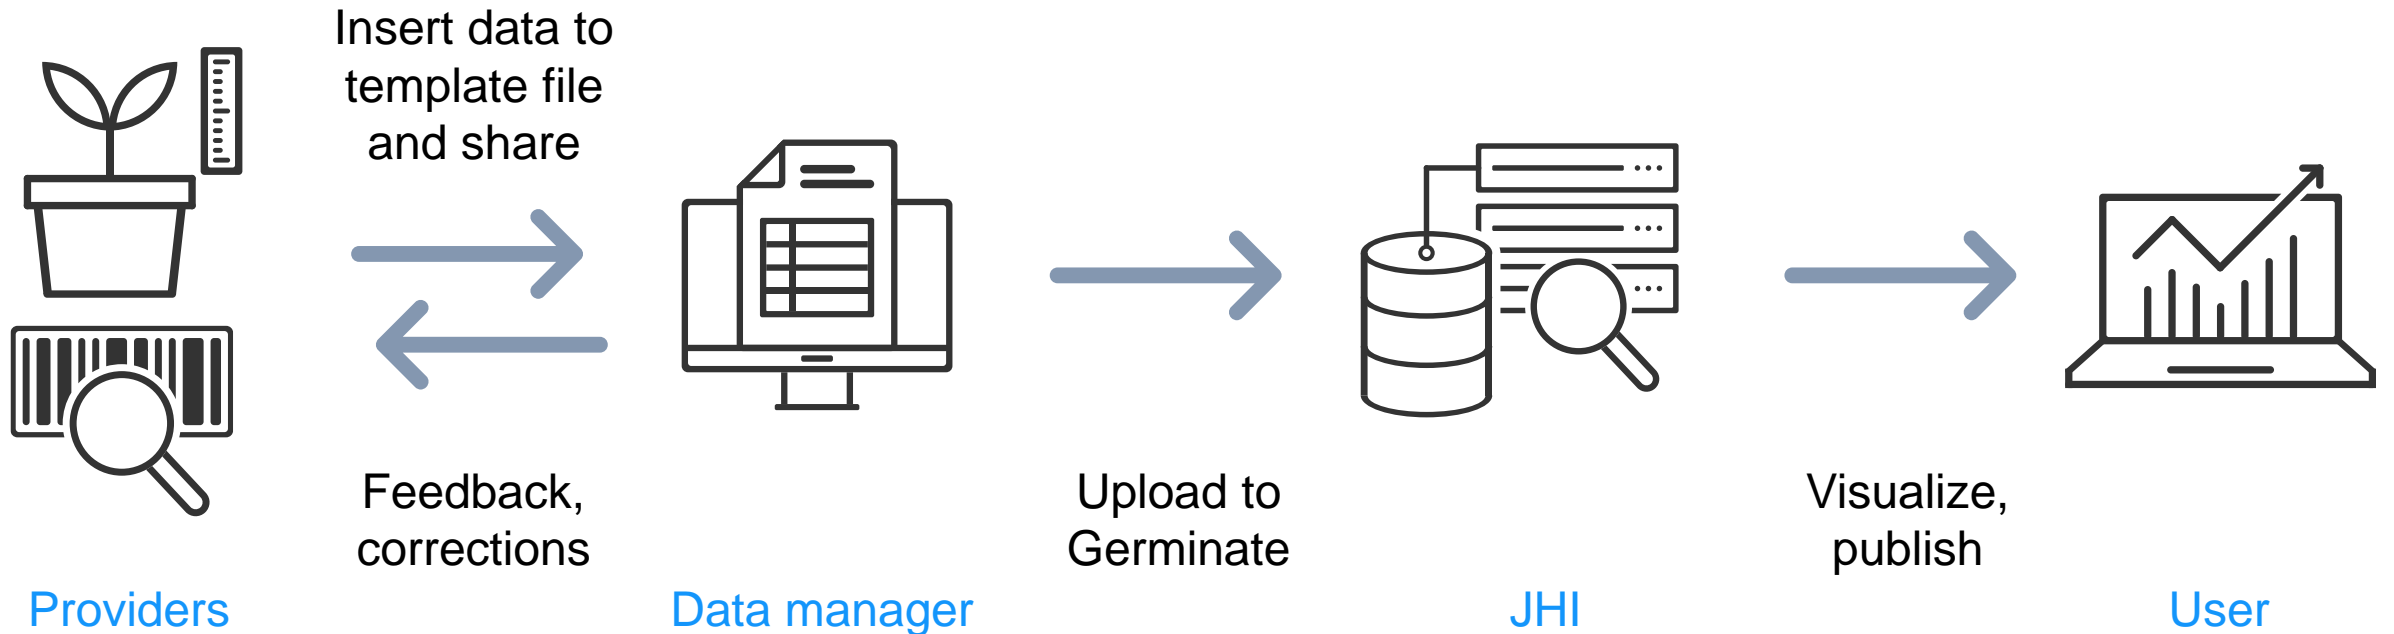 Insert data to
template file
and share
Feedback,
corrections
Upload to
Germinate
Visualize,
publish
Providers
Data manager
JHI
User